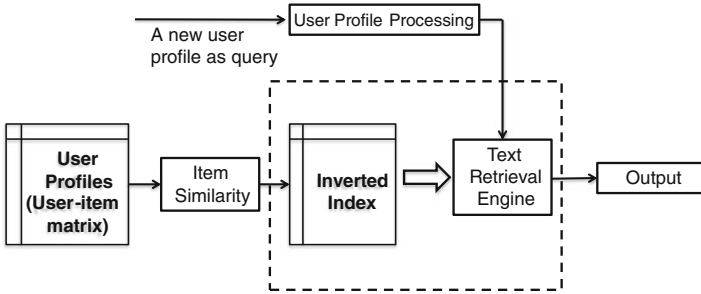 A new user
profile as query
User Profile Processing
User
Profiles
(User-item
matrix)
Item
Similarity
Inverted
Index
Text
Retrieval
Engine
Output